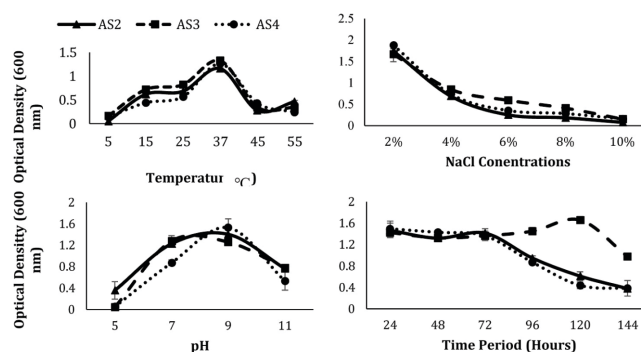 AS2 AS3 AS4
Optical Density (600 nm)
1.5
1
0.5
0
5 15 25 37 45 55
Temperatur °C)
2.5
2
1.5
1
0.5
0
2% 4% 6% 8% 10%
NaCl Conentrations
Optical Densitty (600 nm)
2
1.6
1.2
0.8
0.4
0
5 7 9 11
pH
2
1.6
1.2
0.8
0.4
0
24 48 72 96 120 144
Time Period (Hours)